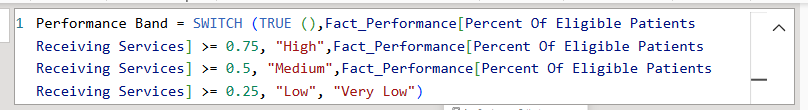 1 Performance Band = SWITCH (TRUE (),Fact_Performance[Percent Of Eligible Patients
Receiving Services] >= 0.75, "High",Fact_Performance[Percent Of Eligible Patients
Receiving Services] >= 0.5, "Medium",Fact_Performance[Percent Of Eligible Patients
Receiving Services] >= 0.25, "Low", "Very Low")